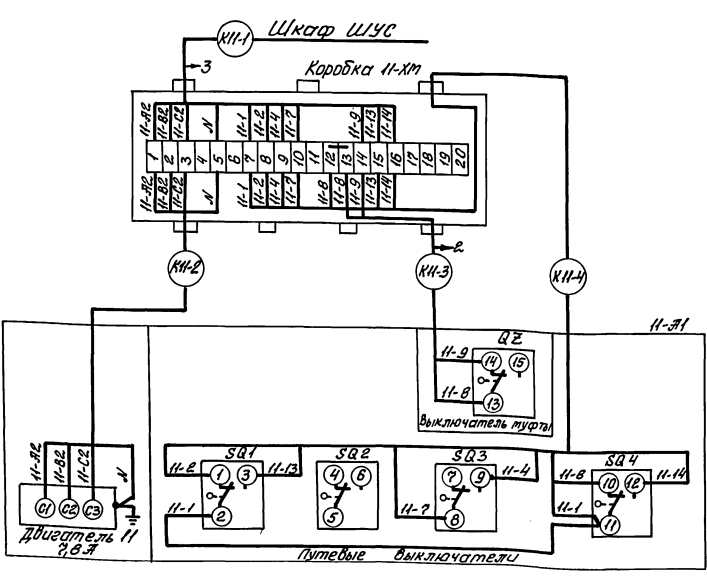 Шкаф ШУС
К11-1
3
Коробка 11-ХМ
11-А2 11-В2 11-С2 N 11-1 11-2 11-4 11-7 11-9 11-13 11-14
1 2 3 4 5 6 7 8 9 10 11 12 13 14 15 16 17 18 19 20
11-А2 11-В2 11-С2 N 11-1 11-2 11-4 11-7 11-8 11-8 11-9 11-13 11-14
2
К11-2
К11-3
К11-4
11-А1
QZ
11-9
14 15
11-8
13
Выключатель муфты
11-А2 11-В2 11-С2 N
С1 С2 С3
Двигатель 11
7,8 А
SQ1 SQ2 SQ3 SQ4
11-2 1 3 11-13
4 6
7 9 11-4
11-8 10 12 11-14
11-1 2
5
11-7 8
11-1 11
Путевые выключатели